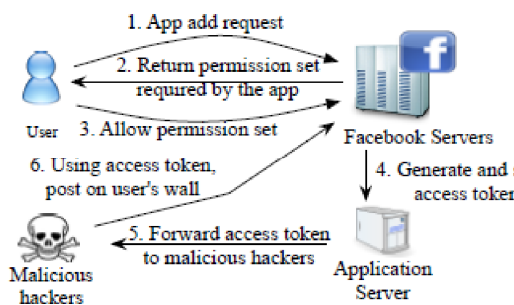 1. App add request
2. Return permission set
required by the app
User
3. Allow permission set
Facebook Servers
6. Using access token,
post on user's wall
4. Generate and
access token
5. Forward access token
to malicious hackers
Malicious
hackers
Application
Server